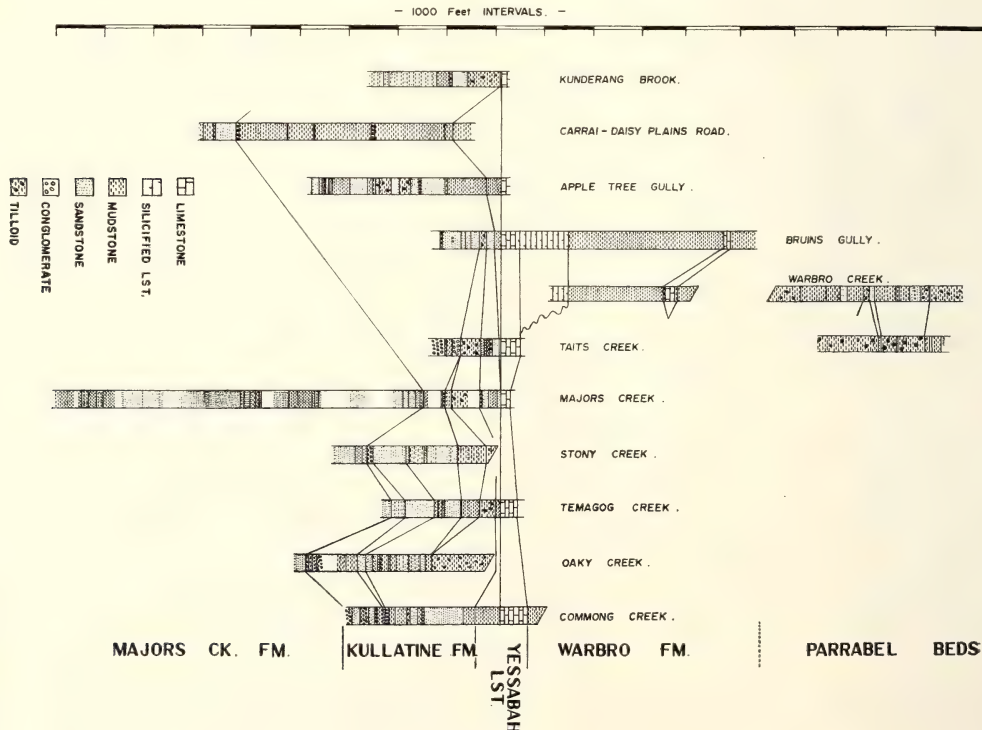 — 1000 Feet INTERVALS. —
KUNDERANG BROOK.
CARRAI - DAISY PLAINS ROAD.
APPLE TREE GULLY.
BRUINS GULLY.
WARBRO CREEK.
TAITS CREEK.
MAJORS CREEK.
STONY CREEK.
TEMAGOG CREEK.
OAKY CREEK.
COMMONG CREEK.
LIMESTONE
SILICIFIED LST.
MUDSTONE
SANDSTONE
CONGLOMERATE
TILLOID
MAJORS CK. FM.
KULLATINE FM
YESSABAH
LST.
WARBRO FM.
PARRABEL BEDS